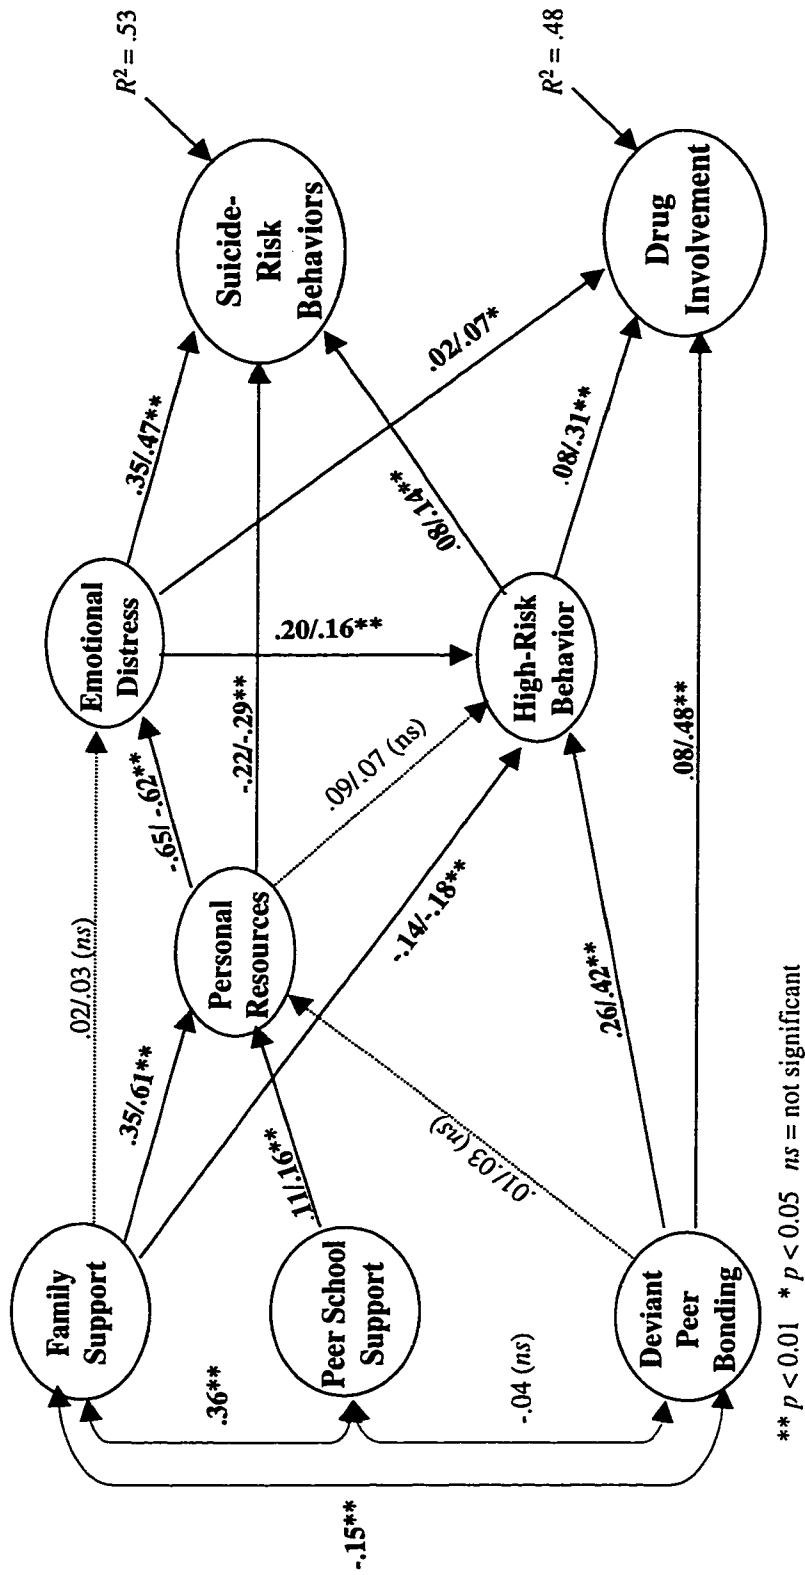 Family
Support
Peer School
Support
Deviant
Peer
Bonding
Personal
Resources
Emotional
Distress
High-Risk
Behavior
Suicide-
Risk
Behaviors
Drug
Involvement
R² = .53
R² = .48
-.15**
.36**
-.04 (ns)
.02/.03 (ns)
.35/.61**
.11/.16**
.01/.03 (ns)
-.14/-.18**
.26/.42**
.08/.48**
-.65/ -.62**
-.22/-.29**
.09/.07 (ns)
.20/.16**
.35/.47**
.02/.07*
.08/.14**
.08/.31**
** p < 0.01 * p < 0.05 ns = not significant